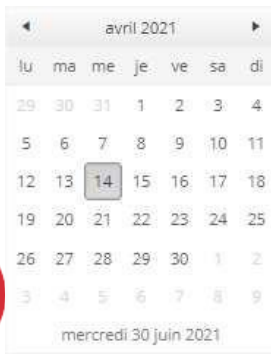 ◄ avril 2021 ►
lu ma me je ve sa di
29 30 31 1 2 3 4
5 6 7 8 9 10 11
12 13 14 15 16 17 18
19 20 21 22 23 24 25
26 27 28 29 30 1 2
3 4 5 6 7 8 9
mercredi 30 juin 2021